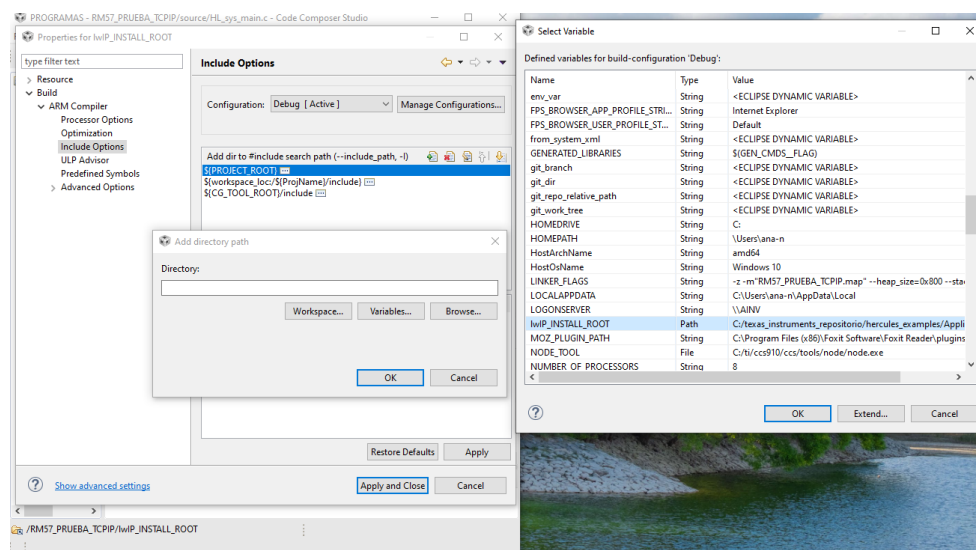 PROGRAMAS - RM57_PRUEBA_TCPIP/source/HL_sys_main.c - Code Composer Studio
Properties for lwIP_INSTALL_ROOT
type filter text
Resource
Build
ARM Compiler
Processor Options
Optimization
Include Options
ULP Advisor
Predefined Symbols
Advanced Options
Include Options
Configuration: Debug [ Active ] Manage Configurations...
Add dir to #include search path (--include_path, -I)
${PROJECT_ROOT}
${workspace_loc:/${ProjName}/include}
${CG_TOOL_ROOT}/include
Add directory path
Directory:
Workspace... Variables... Browse...
OK Cancel
Restore Defaults Apply
Show advanced settings
Apply and Close Cancel
/RM57_PRUEBA_TCPIP/lwIP_INSTALL_ROOT
Select Variable
Defined variables for build-configuration 'Debug':
Name Type Value
env_var String <ECLIPSE DYNAMIC VARIABLE>
FPS_BROWSER_APP_PROFILE_STRI... String Internet Explorer
FPS_BROWSER_USER_PROFILE_ST... String Default
from_system_xml String <ECLIPSE DYNAMIC VARIABLE>
GENERATED_LIBRARIES String $(GEN_CMDS__FLAG)
git_branch String <ECLIPSE DYNAMIC VARIABLE>
git_dir String <ECLIPSE DYNAMIC VARIABLE>
git_repo_relative_path String <ECLIPSE DYNAMIC VARIABLE>
git_work_tree String <ECLIPSE DYNAMIC VARIABLE>
HOMEDRIVE String C:
HOMEPATH String \Users\ana-n
HostArchName String amd64
HostOsName String Windows 10
LINKER_FLAGS String -z -m"RM57_PRUEBA_TCPIP.map" --heap_size=0x800 --sta
LOCALAPPDATA String C:\Users\ana-n\AppData\Local
LOGONSERVER String \\AINV
lwIP_INSTALL_ROOT Path C:/texas_instruments_repositorio/hercules_examples/Appli
MOZ_PLUGIN_PATH String C:\Program Files (x86)\Foxit Software\Foxit Reader\plugins
NODE_TOOL File C:/ti/ccs910/ccs/tools/node/node.exe
NUMBER OF PROCESSORS String 8
OK Extend... Cancel